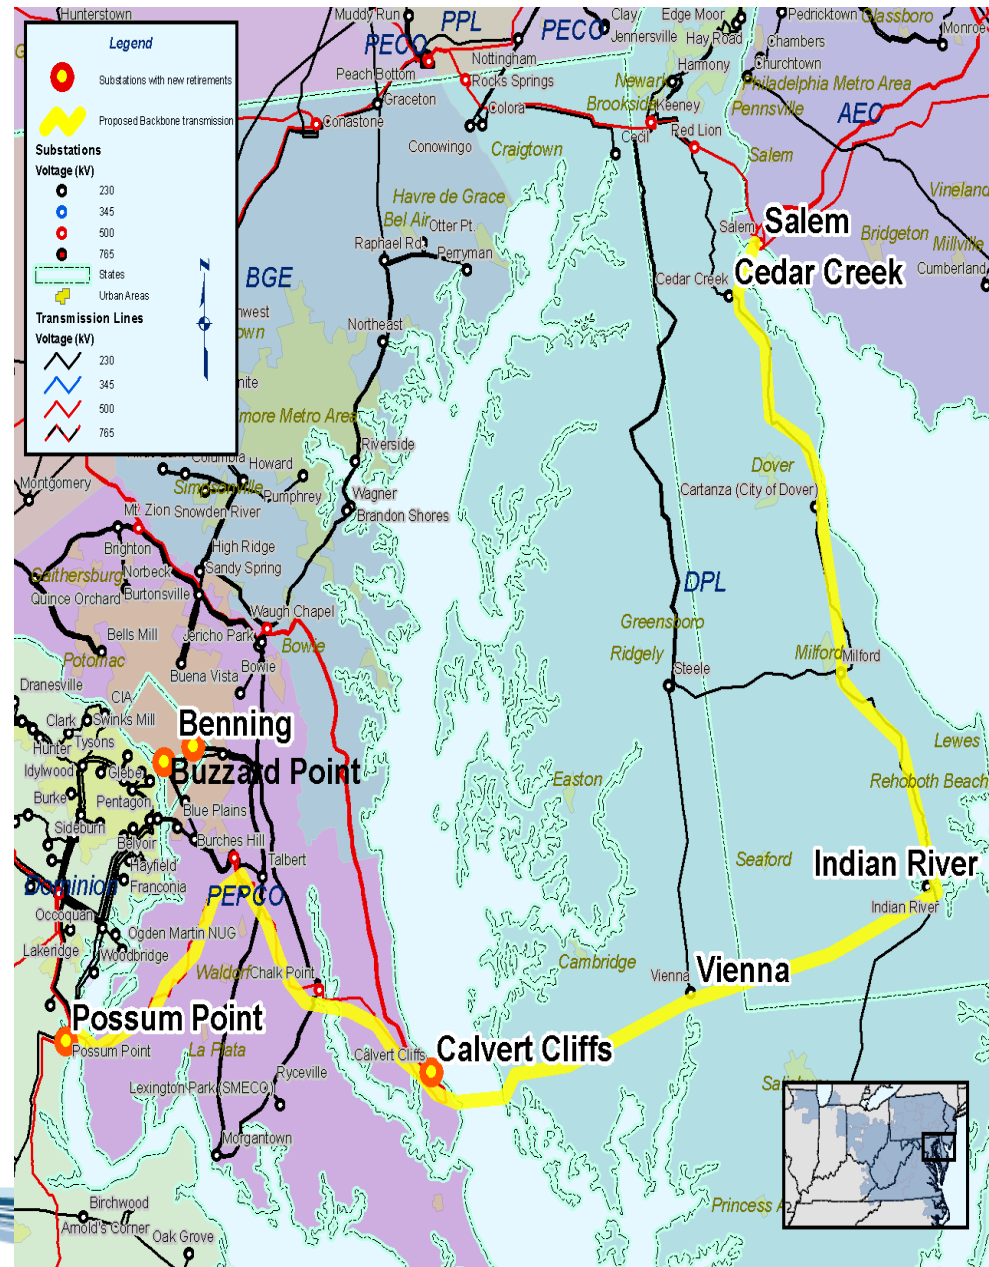 Hunterstown
Muddy Run
PPL
PECO
PECO
Clay
Jennersville
Edge Moor
Hay Road
Pedricktown
Glassboro
Monroe
Chambers
Churchtown
Harmony
Nottingham
Peach Bottom
Rocks Springs
Newark
Philadelphia Metro Area
Graceton
Colora
Brookside
Keeney
Pennsville
AEC
Conastone
Cecil
Red Lion
Conowingo
Craigtown
Salem
Legend
Substations with new retirements
Proposed Backbone transmission
Substations
Voltage (kV)
230
345
500
765
States
Urban Areas
Transmission Lines
Voltage (kV)
230
345
500
765
N
Havre de Grace
Bel Air
Otter Pt.
Raphael Rd.
Perryman
Vineland
Salem
Salem
Bridgeton
Millville
Cumberland
Cedar Creek
Cedar Creek
BGE
Northeast
more Metro Area
Riverside
Columbia
Howard
Simpsonville
Pumphrey
Wagner
Brandon Shores
Montgomery
Mt. Zion
Snowden River
Dover
Cartanza (City of Dover)
Brighton
High Ridge
Norbeck
Sandy Spring
Gaithersburg
Quince Orchard
Burtonsville
DPL
Waugh Chapel
Greensboro
Bells Mill
Jericho Park
Bowie
Ridgely
Milford
Milford
Potomac
Buena Vista
Bowie
Steele
Dranesville
CIA
Clark
Swinks Mill
Benning
Tysons
Hunter
Lewes
Idylwood
Glebe
Buzzard Point
Easton
Rehoboth Beach
Burke
Pentagon
Blue Plains
Sideburn
Belvoir
Burches Hill
Talbert
Seaford
Indian River
Hayfield
Dominion
Franconia
PEPCO
Indian River
Occoquan
Ogden Martin NUG
Lakeridge
Woodbridge
Waldorf
Chalk Point
Cambridge
Vienna
Vienna
Possum Point
Possum Point
La Plata
Calvert Cliffs
Calvert Cliffs
Ryceville
Lexington Park (SMECO)
Morgantown
Birchwood
Arnold's Corner
Oak Grove
Princess A